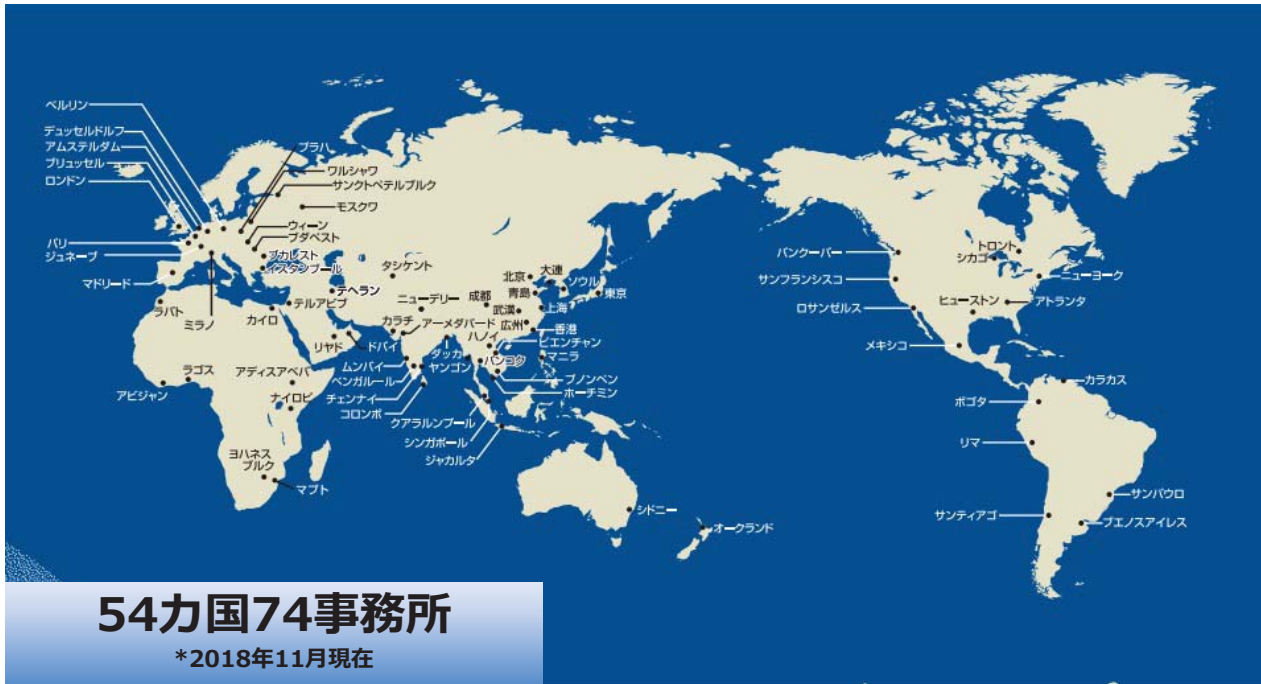 ベルリン
デュッセルドルフ
アムステルダム
ブリュッセル
ロンドン
パリ
ジュネーブ
マドリード
ラバト
ミラノ
プラハ
ワルシャワ
サンクトペテルブルク
モスクワ
ウィーン
ブダペスト
ブカレスト
イスタンブール
タシケント
テヘラン
テルアビブ
カイロ
リヤド
ドバイ
ニューデリー
カラチ
アーメダバード
ムンバイ
ベンガルール
チェンナイ
コロンボ
ダッカ
ヤンゴン
北京
大連
ソウル
東京
青島
成都
武漢
上海
広州
香港
ハノイ
ビエンチャン
バンコク
マニラ
プノンペン
ホーチミン
クアラルンプール
シンガポール
ジャカルタ
ラゴス
アビジャン
アディスアベバ
ナイロビ
ヨハネス
ブルク
マプト
シドニー
オークランド
バンクーバー
トロント
シカゴ
ニューヨーク
サンフランシスコ
ロサンゼルス
ヒューストン
アトランタ
メキシコ
カラカス
ボゴタ
リマ
サンパウロ
サンティアゴ
ブエノスアイレス
54カ国74事務所
*2018年11月現在